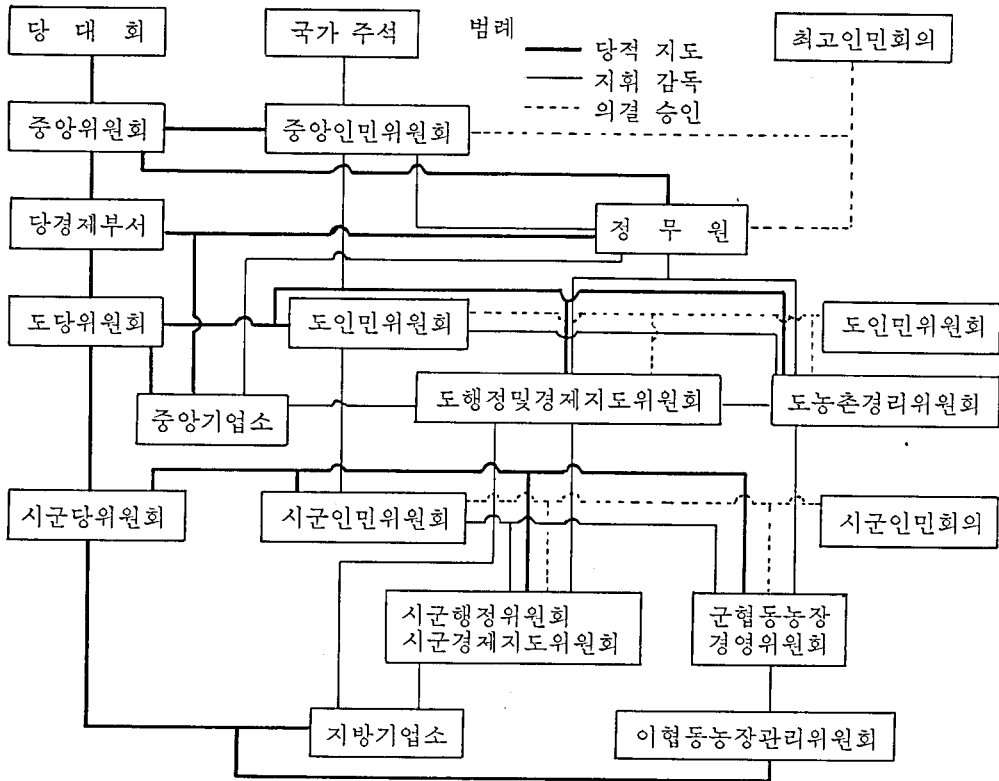 당 대 회
국가 주석
범례
최고인민회의
당적 지도
지휘 감독
의결 승인
중앙위원회
중앙인민위원회
당경제부서
정 무 원
도당위원회
도인민위원회
도인민위원회
중앙기업소
도행정및경제지도위원회
도농촌경리위원회
시군당위원회
시군인민위원회
시군인민회의
시군행정위원회
시군경제지도위원회
군협동농장
경영위원회
지방기업소
이협동농장관리위원회